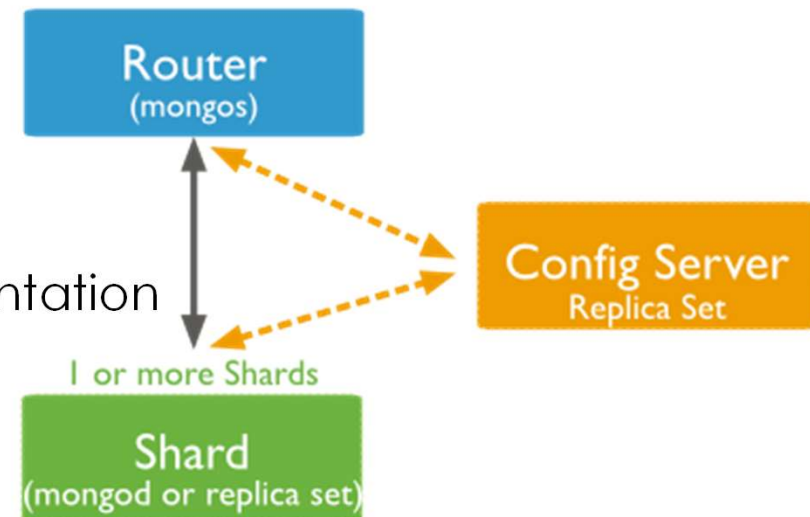 Router
(mongos)
Config Server
Replica Set
ntation
1 or more Shards
Shard
(mongod or replica set)